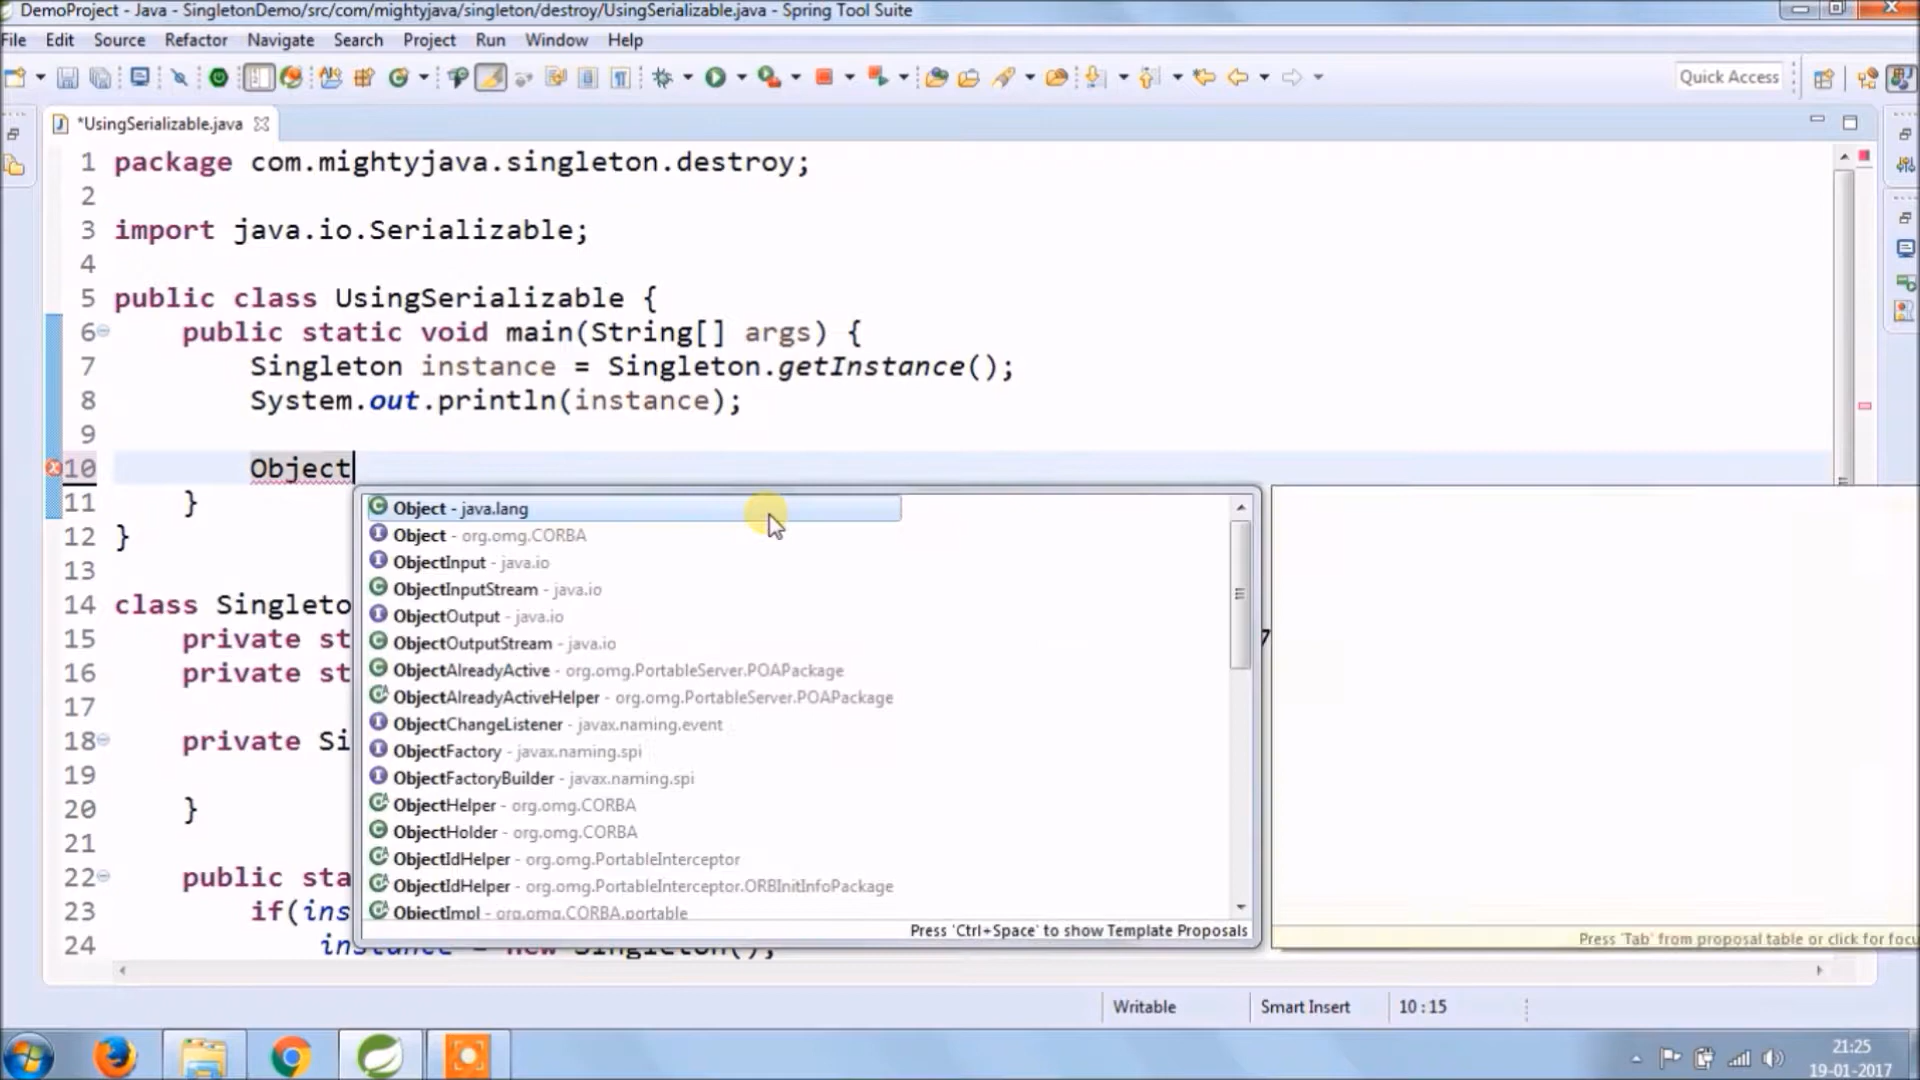 DemoProject - Java - SingletonDemo/src/com/mightyjava/singleton/destroy/UsingSerializable.java - Spring Tool Suite
File Edit Source Refactor Navigate Search Project Run Window Help
Quick Access
*UsingSerializable.java
1 package com.mightyjava.singleton.destroy;
2
3 import java.io.Serializable;
4
5 public class UsingSerializable {
6 public static void main(String[] args) {
7 Singleton instance = Singleton.getInstance();
8 System.out.println(instance);
9
10 Object
11 }
12 }
13
14 class Singleto
15 private st
16 private st
17
18 private Si
19
20 }
21
22 public sta
23 if(ins
24 instance = new Singleton();
Object - java.lang
Object - org.omg.CORBA
ObjectInput - java.io
ObjectInputStream - java.io
ObjectOutput - java.io
ObjectOutputStream - java.io
ObjectAlreadyActive - org.omg.PortableServer.POAPackage
ObjectAlreadyActiveHelper - org.omg.PortableServer.POAPackage
ObjectChangeListener - javax.naming.event
ObjectFactory - javax.naming.spi
ObjectFactoryBuilder - javax.naming.spi
ObjectHelper - org.omg.CORBA
ObjectHolder - org.omg.CORBA
ObjectIdHelper - org.omg.PortableInterceptor
ObjectIdHelper - org.omg.PortableInterceptor.ORBInitInfoPackage
ObjectImpl - org.omg.CORBA.portable
Press 'Ctrl+Space' to show Template Proposals
Press 'Tab' from proposal table or click for focu
Writable Smart Insert 10 : 15
21:25
19-01-2017